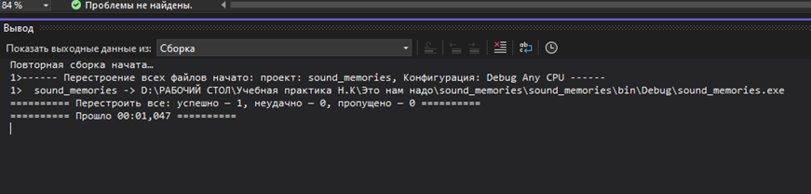 84 %
Проблемы не найдены.
Вывод
Показать выходные данные из: Сборка
Повторная сборка начата…
1>------ Перестроение всех файлов начато: проект: sound_memories, Конфигурация: Debug Any CPU ------
1>  sound_memories -> D:\РАБОЧИЙ СТОЛ\Учебная практика Н.К\Это нам надо\sound_memories\sound_memories\bin\Debug\sound_memories.exe
========== Перестроить все: успешно — 1, неудачно — 0, пропущено — 0 ==========
========== Прошло 00:01,047 ==========